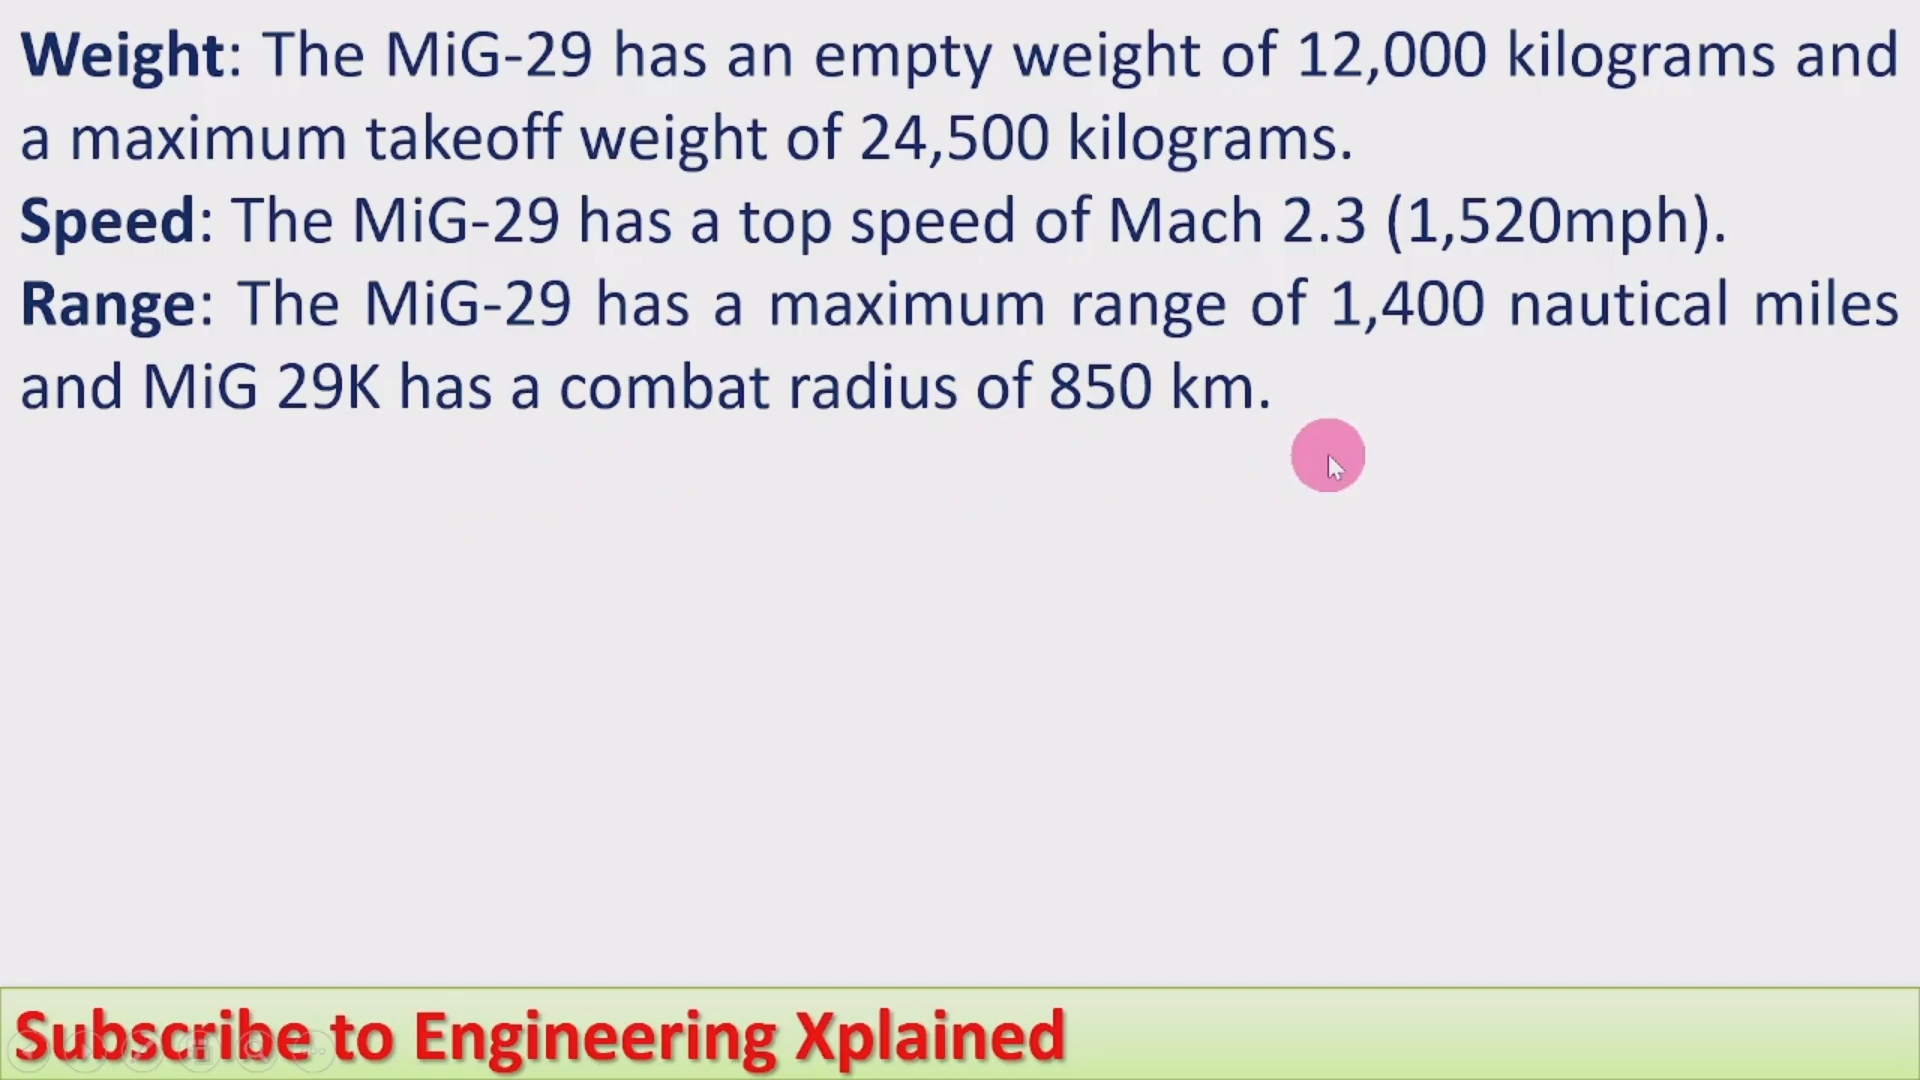 Weight: The MiG-29 has an empty weight of 12,000 kilograms and
a maximum takeoff weight of 24,500 kilograms.
Speed: The MiG-29 has a top speed of Mach 2.3 (1,520mph).
Range: The MiG-29 has a maximum range of 1,400 nautical miles
and MiG 29K has a combat radius of 850 km.
Subscribe to Engineering Xplained